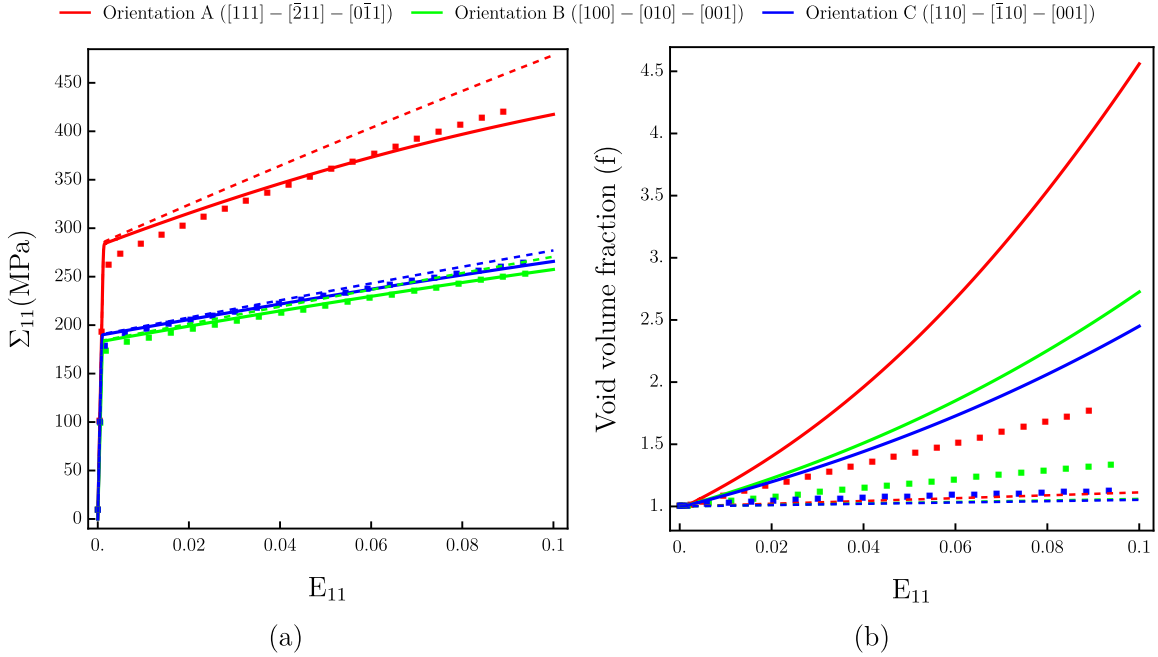 Orientation A ([111] − [2̄11] − [01̄1]) Orientation B ([100] − [010] − [001]) Orientation C ([110] − [1̄10] − [001])
Σ₁₁(MPa)
450
400
350
300
250
200
150
100
50
0
0. 0.02 0.04 0.06 0.08 0.1
E₁₁
(a)
Void volume fraction (f)
4.5
4.
3.5
3.
2.5
2.
1.5
1.
0. 0.02 0.04 0.06 0.08 0.1
E₁₁
(b)